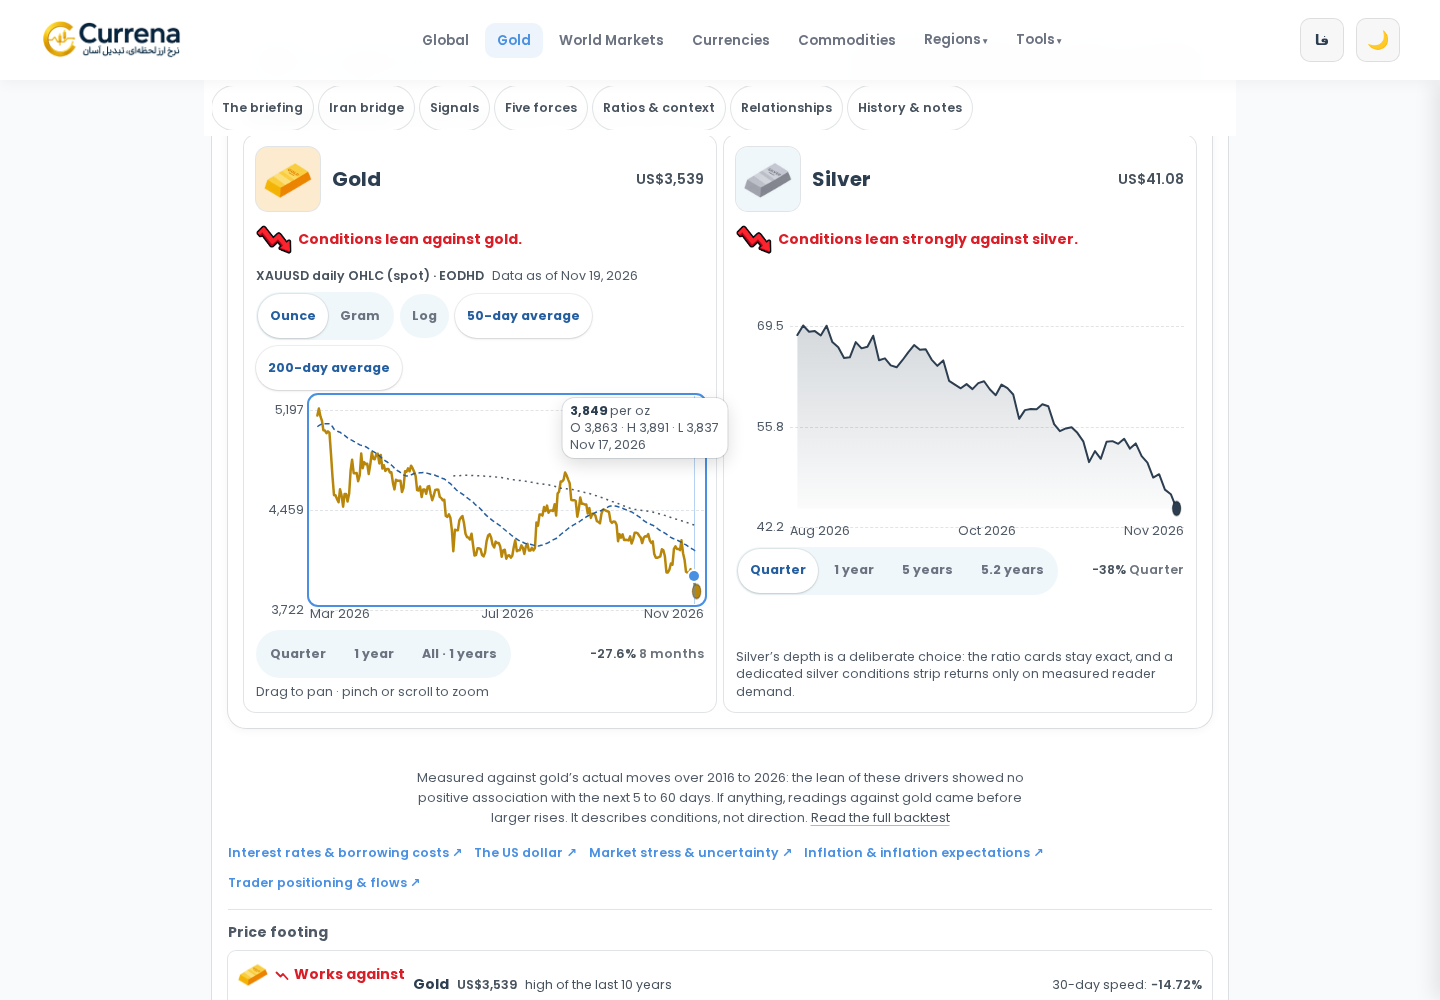 Currena
نرخ ارز لحظه‌ای، تبدیل آسان
Global
Gold
World Markets
Currencies
Commodities
Regions ▾
Tools ▾
فا
The briefing
Iran bridge
Signals
Five forces
Ratios & context
Relationships
History & notes
Gold
US$3,539
Conditions lean against gold.
XAUUSD daily OHLC (spot) · EODHD Data as of Nov 19, 2026
Ounce
Gram
Log
50-day average
200-day average
5,197
4,459
3,722
3,849 per oz
O 3,863 · H 3,891 · L 3,837
Nov 17, 2026
Mar 2026
Jul 2026
Nov 2026
Quarter
1 year
All · 1 years
-27.6% 8 months
Drag to pan · pinch or scroll to zoom
Silver
US$41.08
Conditions lean strongly against silver.
69.5
55.8
42.2
Aug 2026
Oct 2026
Nov 2026
Quarter
1 year
5 years
5.2 years
-38% Quarter
Silver’s depth is a deliberate choice: the ratio cards stay exact, and a
dedicated silver conditions strip returns only on measured reader
demand.
Measured against gold’s actual moves over 2016 to 2026: the lean of these drivers showed no
positive association with the next 5 to 60 days. If anything, readings against gold came before
larger rises. It describes conditions, not direction. Read the full backtest
Interest rates & borrowing costs ↗
The US dollar ↗
Market stress & uncertainty ↗
Inflation & inflation expectations ↗
Trader positioning & flows ↗
Price footing
Works against
Gold US$3,539 high of the last 10 years
30-day speed: -14.72%